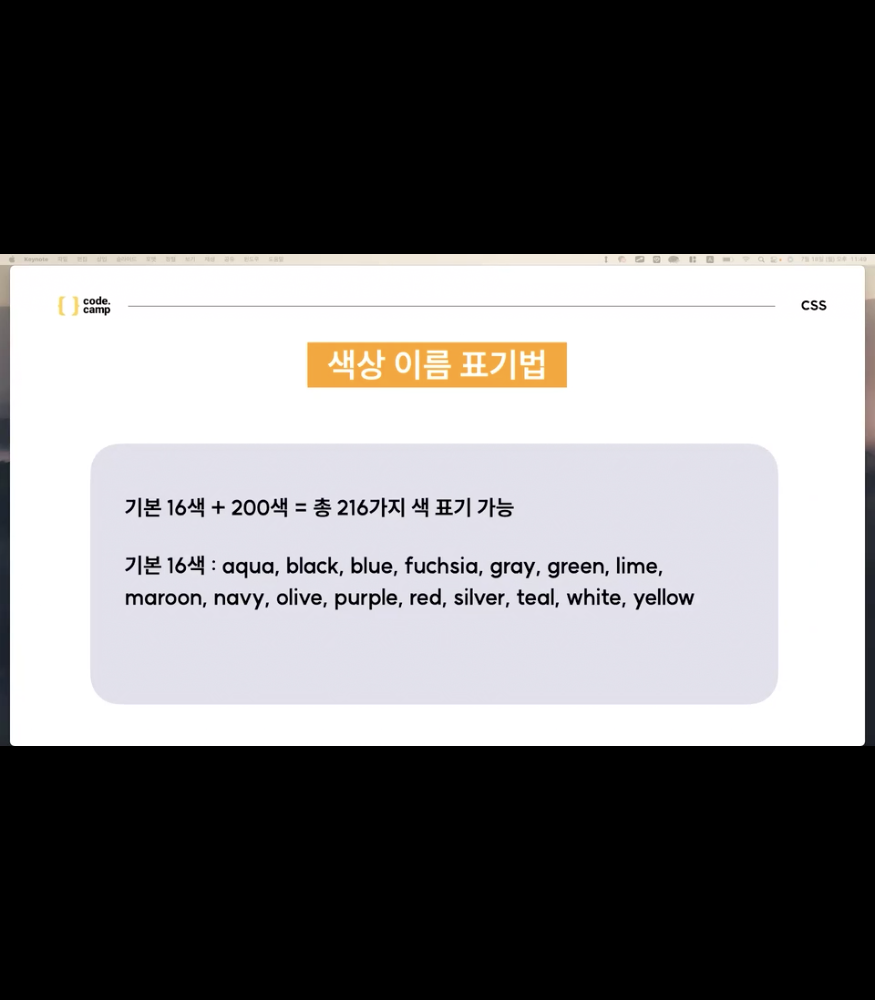 Keynote
code.
camp
CSS
색상 이름 표기법
기본 16색 + 200색 = 총 216가지 색 표기 가능
기본 16색 : aqua, black, blue, fuchsia, gray, green, lime,
maroon, navy, olive, purple, red, silver, teal, white, yellow